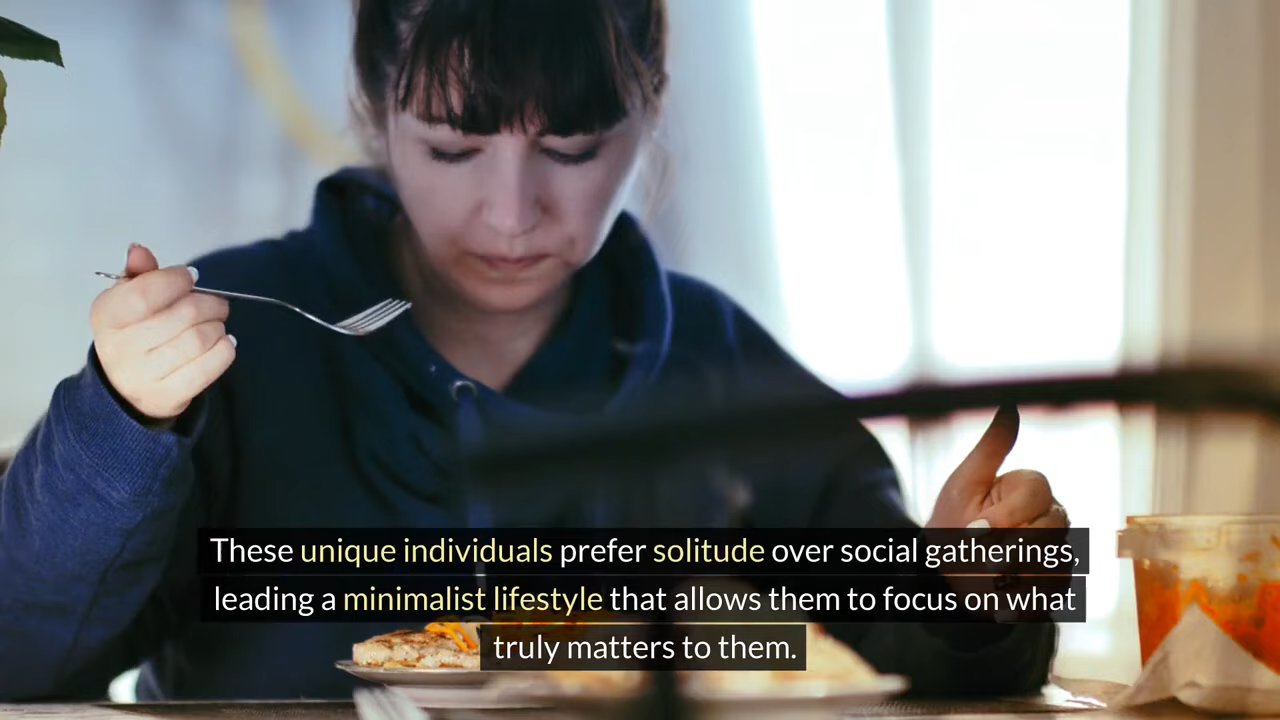 These unique individuals prefer solitude over social gatherings,
leading a minimalist lifestyle that allows them to focus on what
truly matters to them.